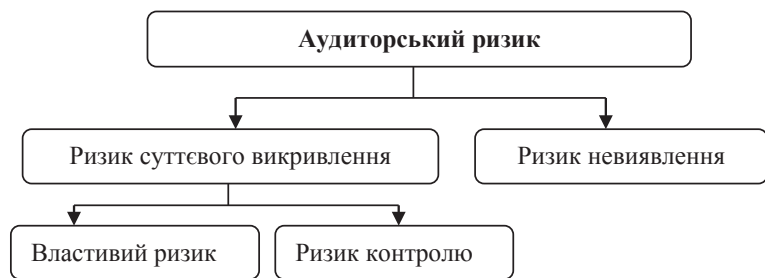 Аудиторський ризик
Ризик суттєвого викривлення
Ризик невиявлення
Властивий ризик
Ризик контролю